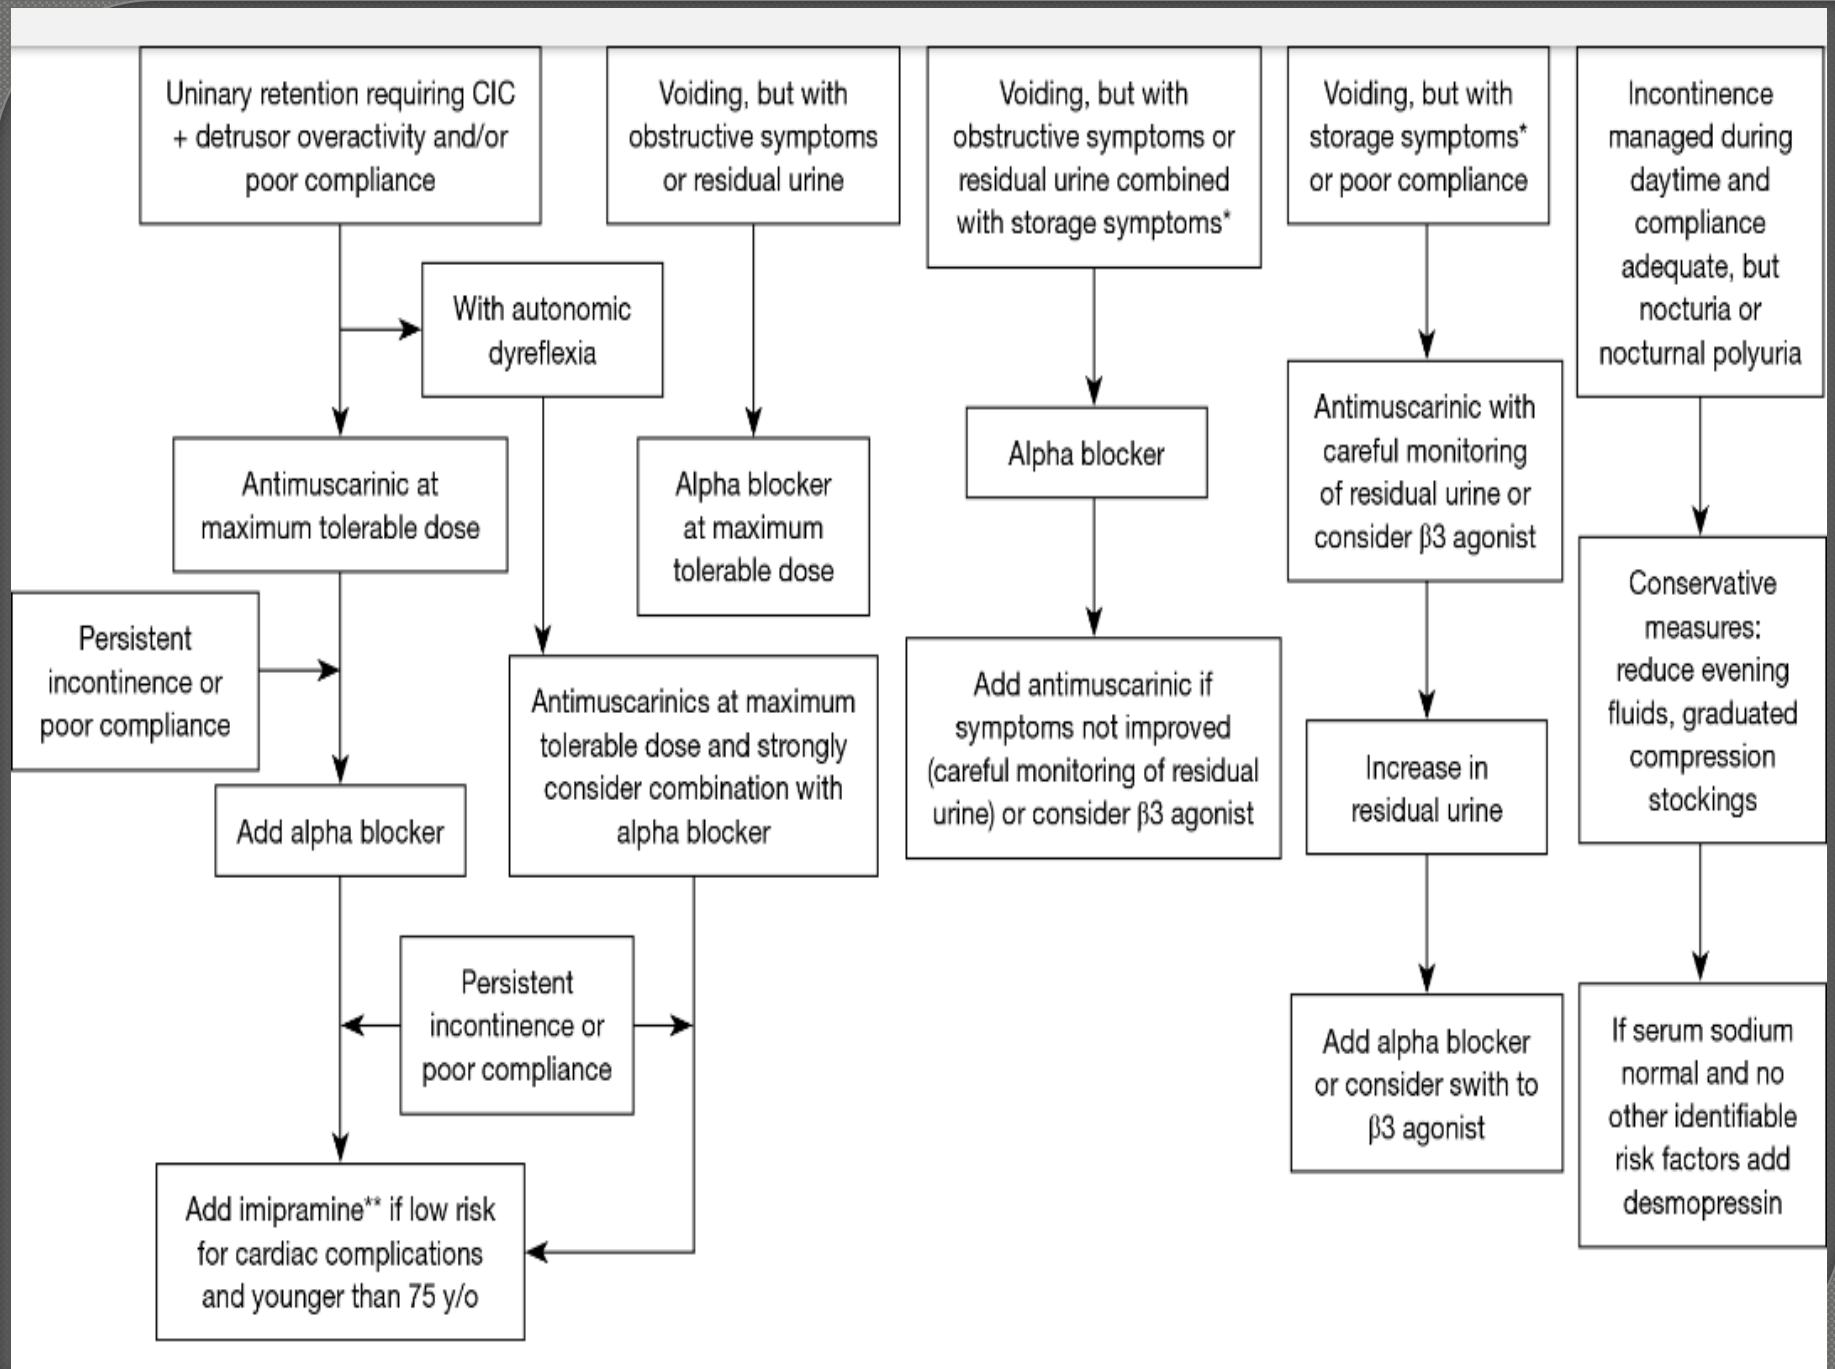 Uninary retention requiring CIC
+ detrusor overactivity and/or
poor compliance
Voiding, but with
obstructive symptoms
or residual urine
Voiding, but with
obstructive symptoms or
residual urine combined
with storage symptoms*
Voiding, but with
storage symptoms*
or poor compliance
Incontinence
managed during
daytime and
compliance
adequate, but
nocturia or
nocturnal polyuria
With autonomic
dyreflexia
Antimuscarinic at
maximum tolerable dose
Alpha blocker
at maximum
tolerable dose
Alpha blocker
Antimuscarinic with
careful monitoring
of residual urine or
consider β3 agonist
Conservative
measures:
reduce evening
fluids, graduated
compression
stockings
Persistent
incontinence or
poor compliance
Antimuscarinics at maximum
tolerable dose and strongly
consider combination with
alpha blocker
Add antimuscarinic if
symptoms not improved
(careful monitoring of residual
urine) or consider β3 agonist
Increase in
residual urine
Add alpha blocker
Persistent
incontinence or
poor compliance
Add alpha blocker
or consider swith to
β3 agonist
If serum sodium
normal and no
other identifiable
risk factors add
desmopressin
Add imipramine** if low risk
for cardiac complications
and younger than 75 y/o